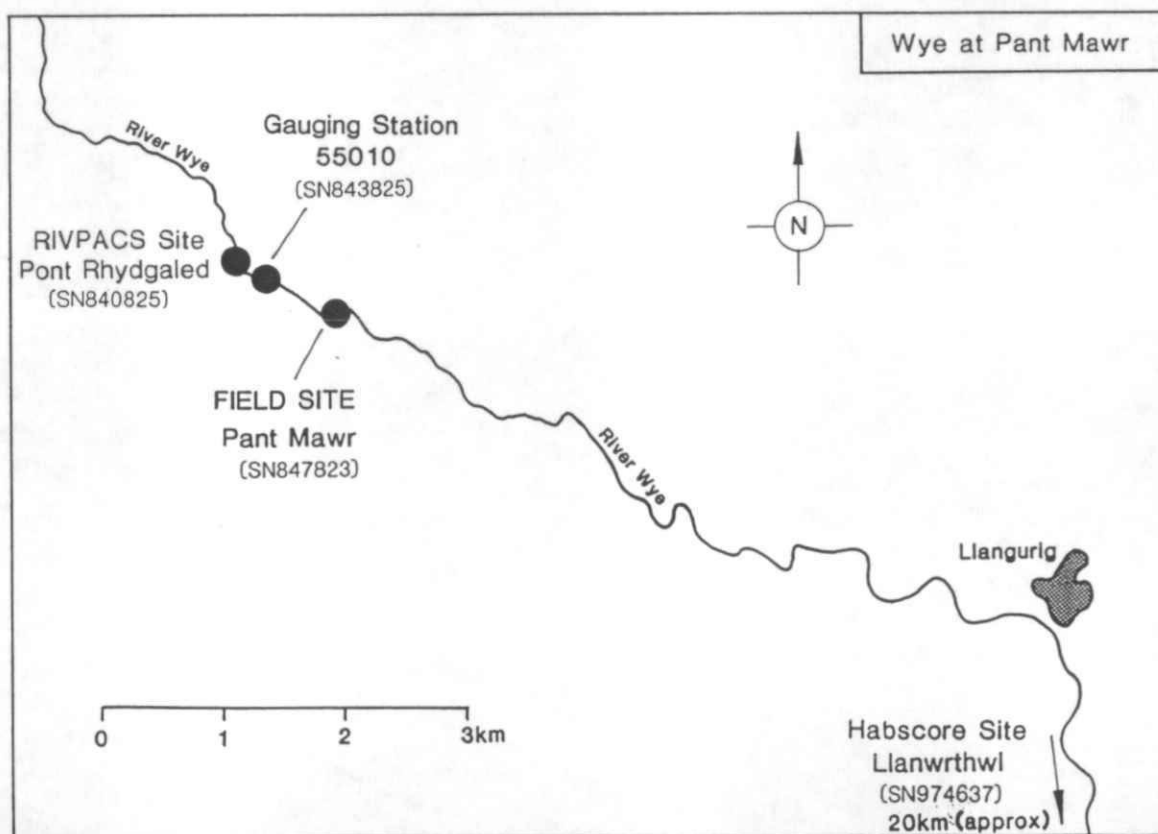 Wye at Pant Mawr
River Wye
Gauging Station
55010
(SN843825)
RIVPACS Site
Pont Rhydgaled
(SN840825)
N
FIELD SITE
Pant Mawr
(SN847823)
River Wye
Llangurig
0 1 2 3km
Habscore Site
Llanwrthwl
(SN974637)
20km (approx)